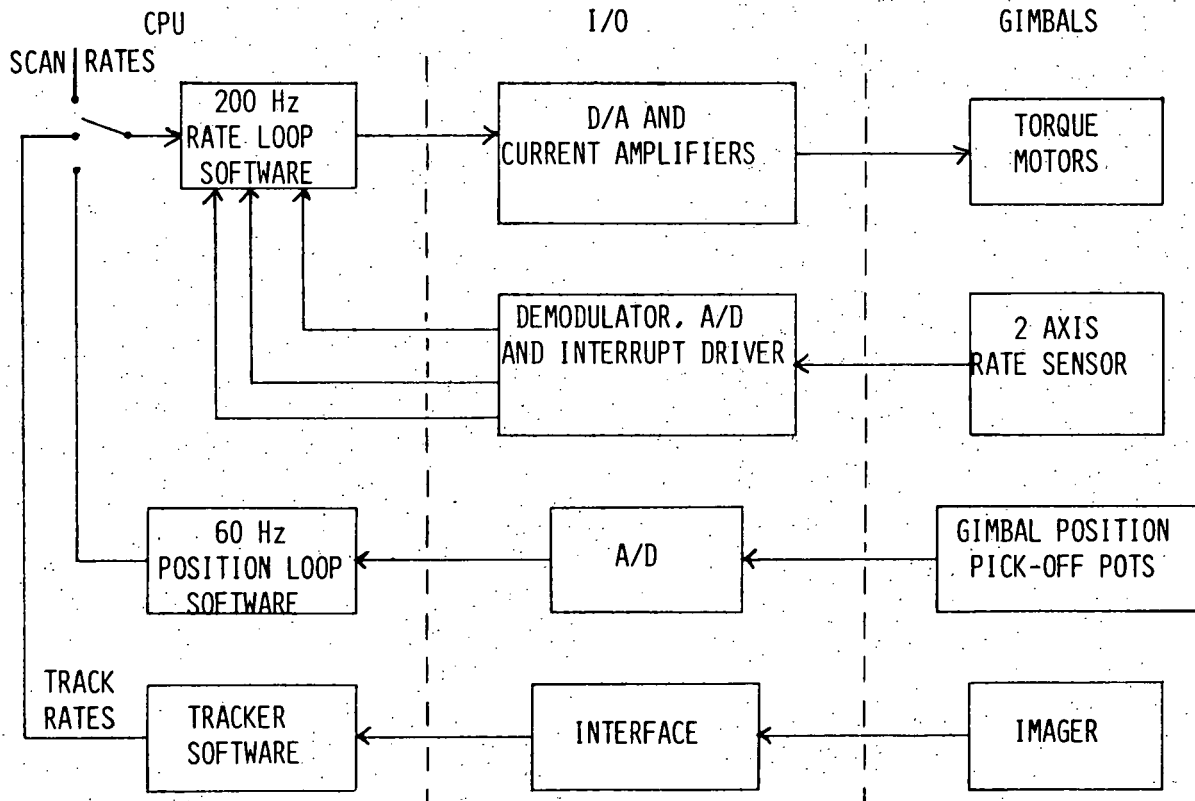 CPU
I/O
GIMBALS
SCAN RATES
200 Hz
RATE LOOP
SOFTWARE
D/A AND
CURRENT AMPLIFIERS
TORQUE
MOTORS
DEMODULATOR, A/D
AND INTERRUPT DRIVER
2 AXIS
RATE SENSOR
60 Hz
POSITION LOOP
SOFTWARE
A/D
GIMBAL POSITION
PICK-OFF POTS
TRACK
RATES
TRACKER
SOFTWARE
INTERFACE
IMAGER